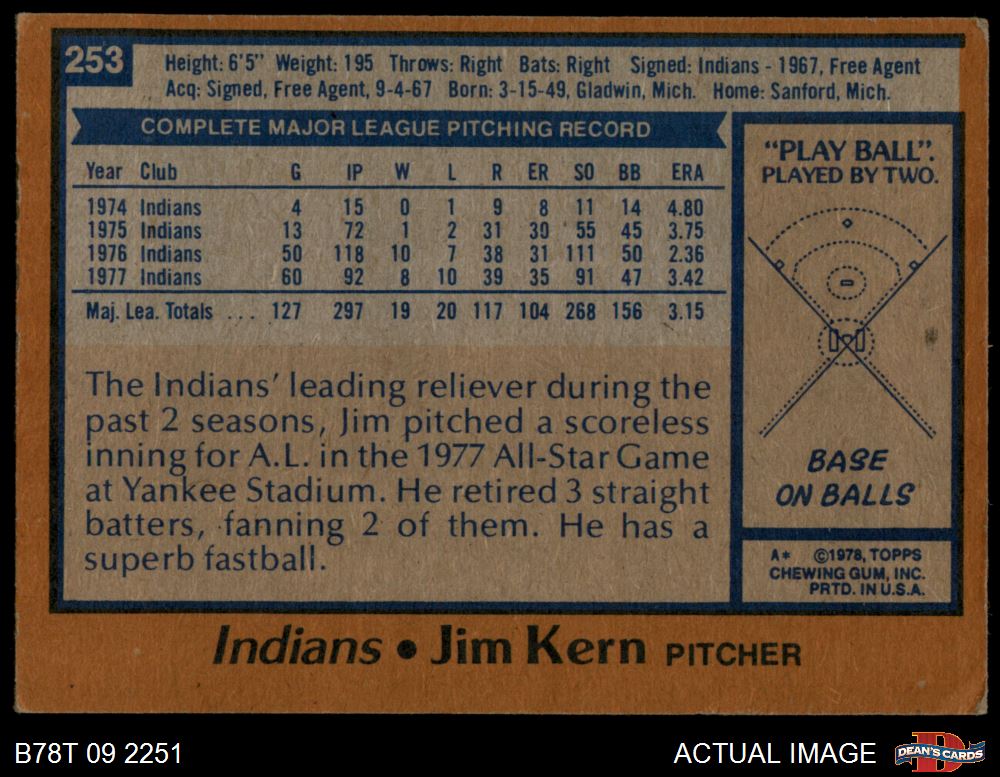 253
Height: 6'5" Weight: 195 Throws: Right Bats: Right Signed: Indians - 1967, Free Agent
Acq: Signed, Free Agent, 9-4-67 Born: 3-15-49, Gladwin, Mich. Home: Sanford, Mich.
COMPLETE MAJOR LEAGUE PITCHING RECORD
Year Club G IP W L R ER SO BB ERA
1974 Indians 4 15 0 1 9 8 11 14 4.80
1975 Indians 13 72 1 2 31 30 55 45 3.75
1976 Indians 50 118 10 7 38 31 111 50 2.36
1977 Indians 60 92 8 10 39 35 91 47 3.42
Maj. Lea. Totals ... 127 297 19 20 117 104 268 156 3.15
The Indians' leading reliever during the
past 2 seasons, Jim pitched a scoreless
inning for A.L. in the 1977 All-Star Game
at Yankee Stadium. He retired 3 straight
batters, fanning 2 of them. He has a
superb fastball.
"PLAY BALL".
PLAYED BY TWO.
BASE
ON BALLS
A* ©1978, TOPPS
CHEWING GUM, INC.
PRTD. IN U.S.A.
Indians • Jim Kern PITCHER
B78T 09 2251
ACTUAL IMAGE
DEAN'S CARDS